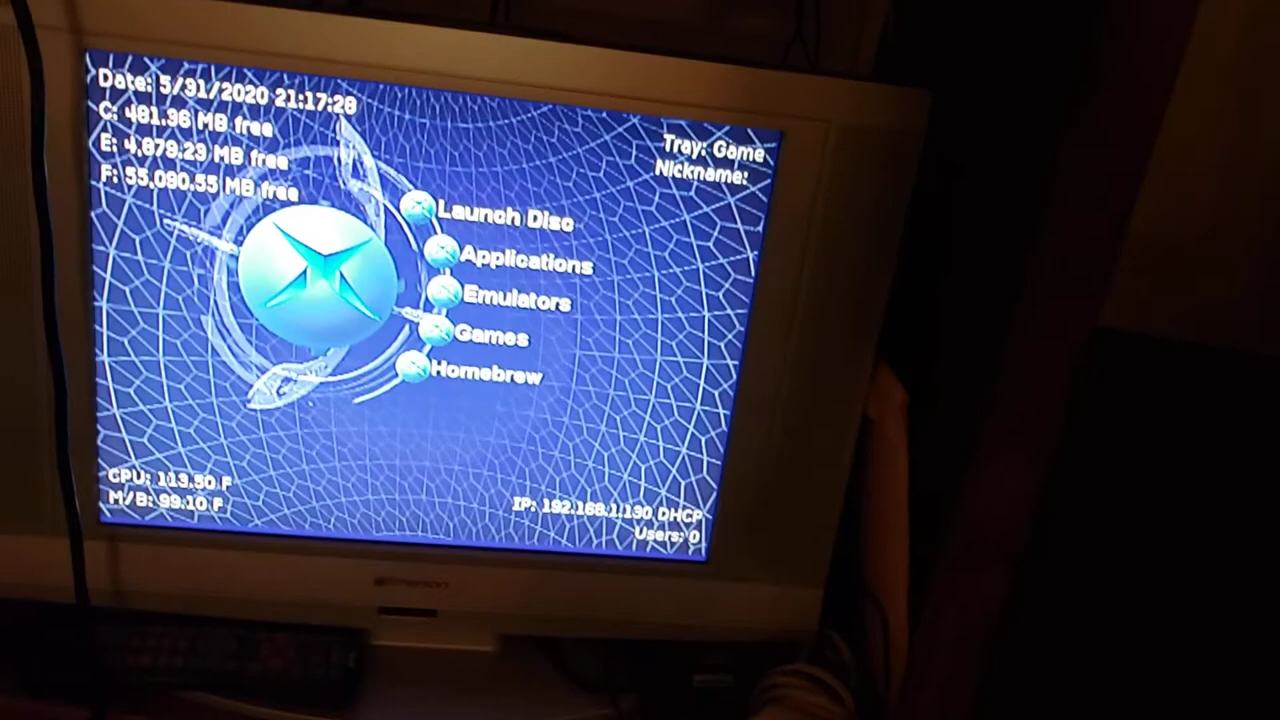 Date: 5/31/2020 21:17:28
C: 481.36 MB free
E: 4,879.23 MB free
F: 55,090.55 MB free
Tray: Game
Nickname:
Launch Disc
Applications
Emulators
Games
Homebrew
CPU: 113.50 F
M/B: 99.10 F
IP: 192.168.1.130 DHCP
Users: 0